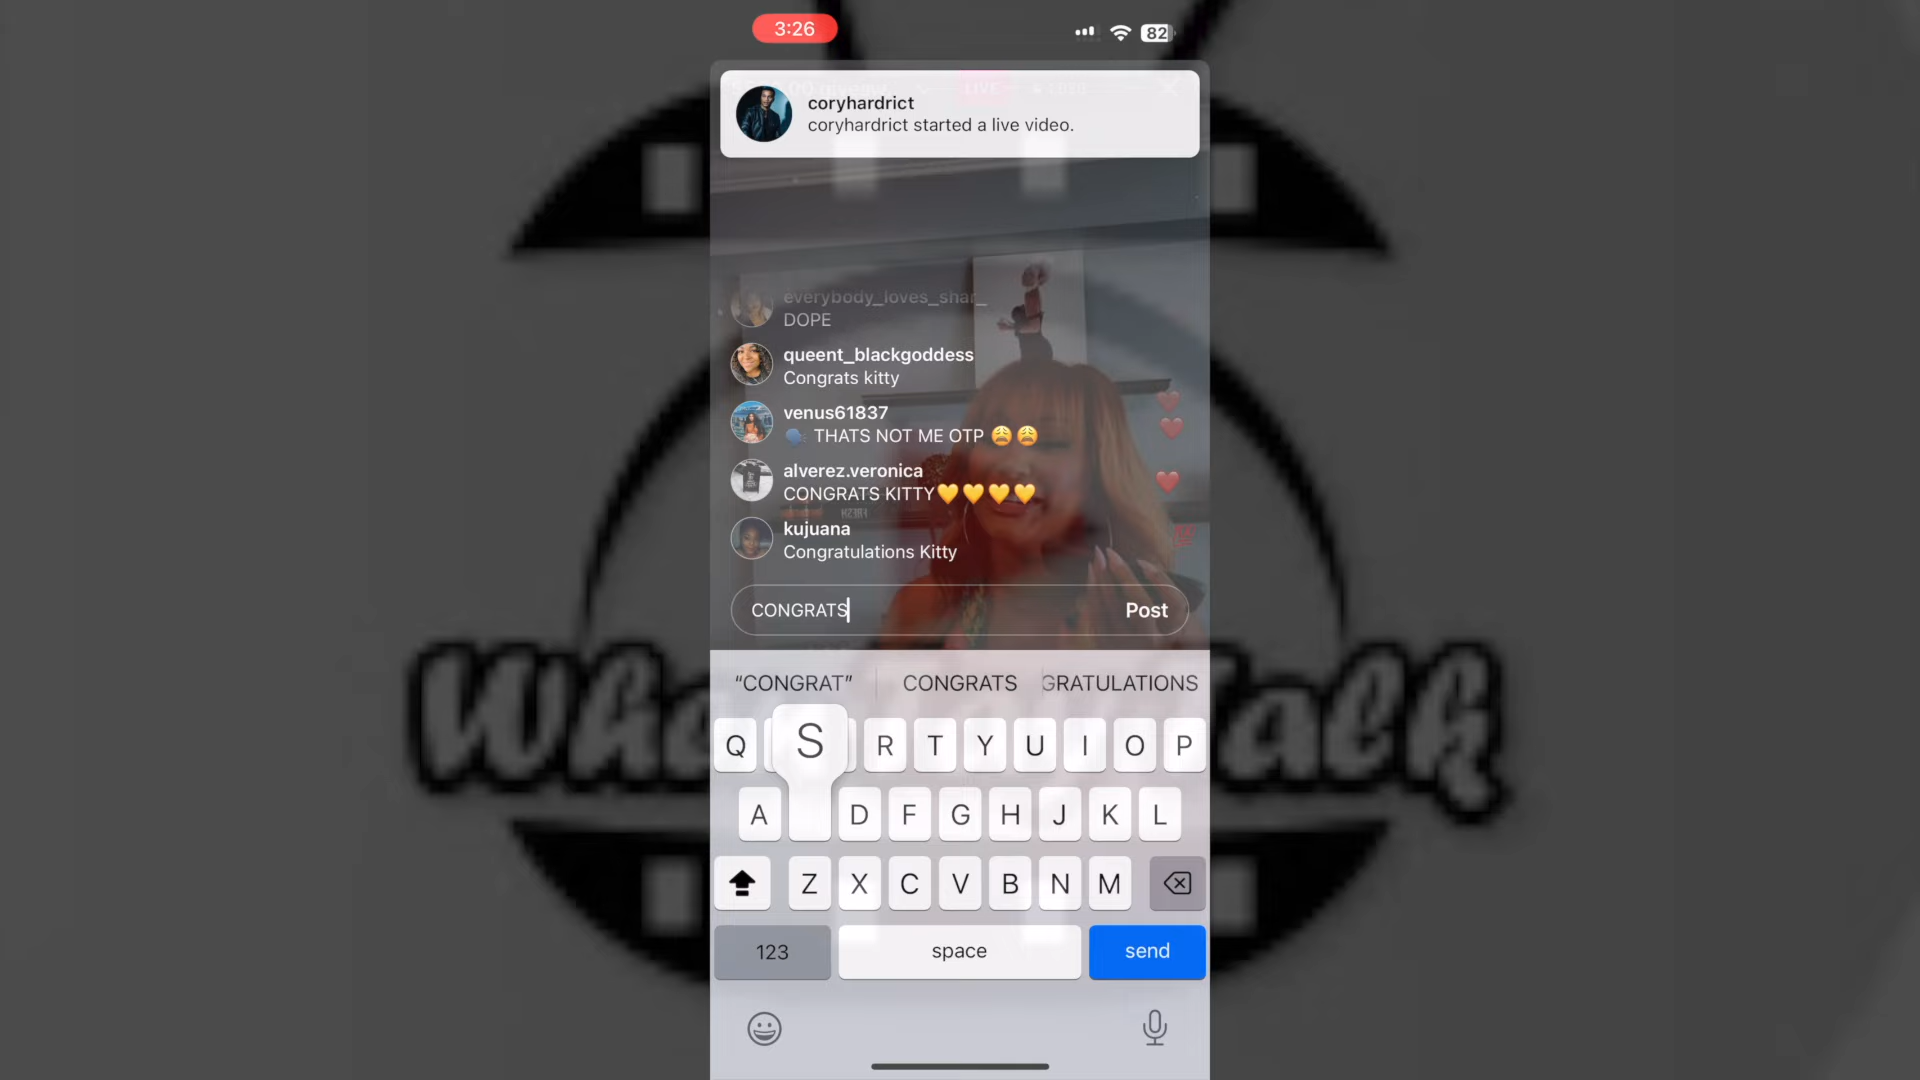 3:26
82
coryhardrict
coryhardrict started a live video.
LIVE
everybody_loves_shar_
DOPE
queent_blackgoddess
Congrats kitty
venus61837
🗣 THATS NOT ME OTP 😩😩
alverez.veronica
CONGRATS KITTY💛💛💛💛
kujuana
Congratulations Kitty
CONGRATS
Post
“CONGRAT”
CONGRATS
GRATULATIONS
Q S R T Y U I O P
A D F G H J K L
Z X C V B N M
123
space
send